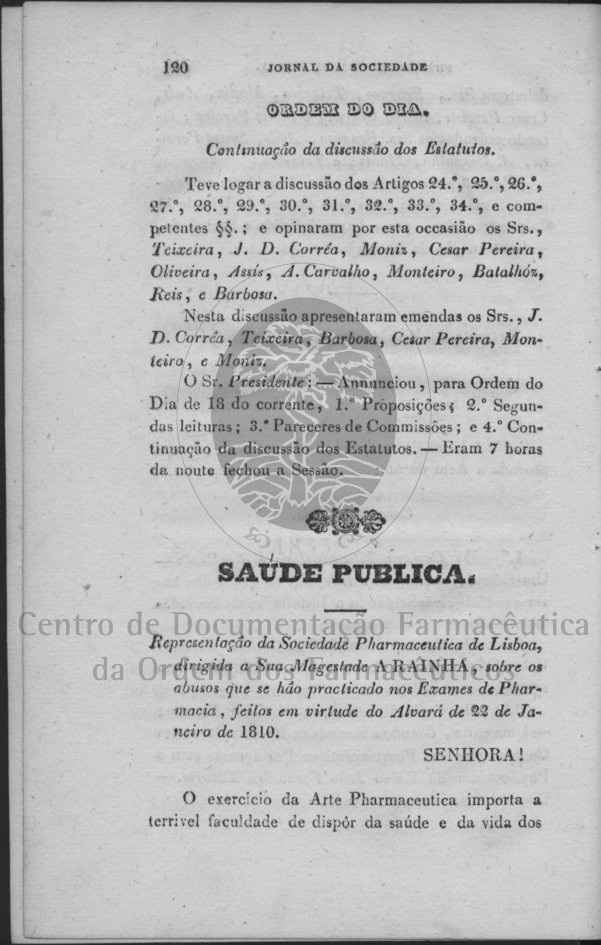 120 JORNAL DA SOCIEDADE
ORDEM DO DIA.
Continuação da discussão dos Estatutos.
Teve logar a discussão dos Artigos 24.º, 25.º, 26.º,
27.º, 28.º, 29.º, 30.º, 31.º, 32.º, 33.º, 34.º, e com-
petentes §§.; e opinaram por esta occasião os Srs.,
Teixeira, J. D. Corrêa, Moniz, Cesar Pereira,
Oliveira, Assis, A. Carvalho, Monteiro, Batalhóz,
Reis, e Barbosa.
Nesta discussão apresentaram emendas os Srs., J.
D. Corrêa, Teixeira, Barbosa, Cesar Pereira, Mon-
teiro, e Moniz.
O Sr. Presidente: — Annunciou, para Ordem do
Dia de 18 do corrente, 1.º Proposições; 2.º Segun-
das leituras; 3.º Pareceres de Commissões; e 4.º Con-
tinuação da discussão dos Estatutos. — Eram 7 horas
da noute fechou a Sessão.
SAÚDE PUBLICA.
Centro de Documentação Farmacêutica
da Ordem dos Farmacêuticos
Representação da Sociedade Pharmaceutica de Lisboa,
dirigida a Sua Magestade A RAINHA, sobre os
abusos que se hão practicado nos Exames de Phar-
macia, feitos em virtude do Alvará de 22 de Ja-
neiro de 1810.
SENHORA!
O exercicio da Arte Pharmaceutica importa a
terrivel faculdade de dispôr da saúde e da vida dos